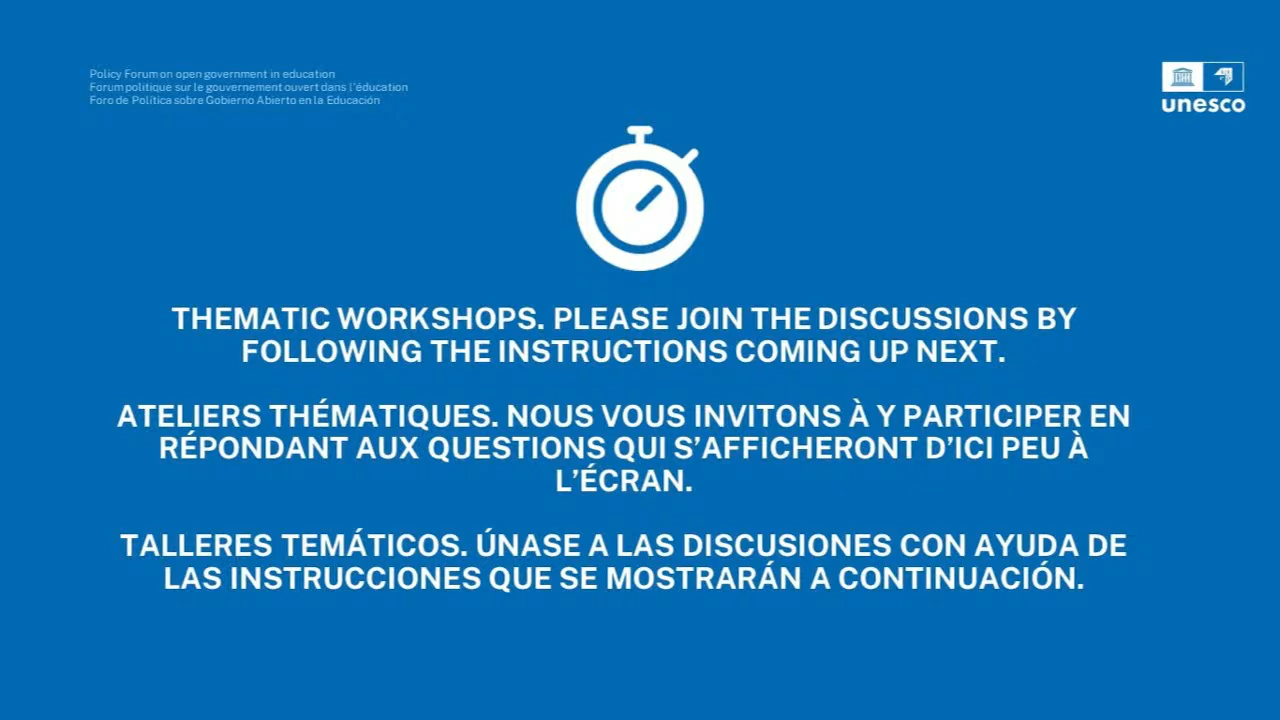 Policy Forum on open government in education
Forum politique sur le gouvernement ouvert dans l'éducation
Foro de Política sobre Gobierno Abierto en la Educación
unesco
THEMATIC WORKSHOPS. PLEASE JOIN THE DISCUSSIONS BY
FOLLOWING THE INSTRUCTIONS COMING UP NEXT.
ATELIERS THÉMATIQUES. NOUS VOUS INVITONS À Y PARTICIPER EN
RÉPONDANT AUX QUESTIONS QUI S’AFFICHERONT D’ICI PEU À
L’ÉCRAN.
TALLERES TEMÁTICOS. ÚNASE A LAS DISCUSIONES CON AYUDA DE
LAS INSTRUCCIONES QUE SE MOSTRARÁN A CONTINUACIÓN.